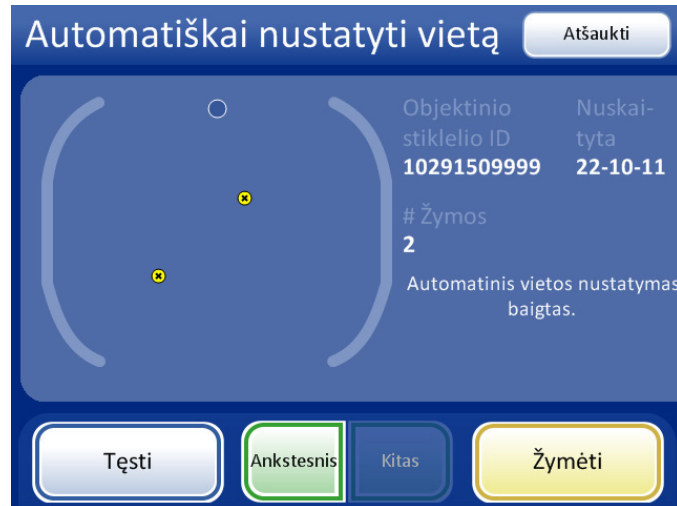 Automatiškai nustatyti vietą
Atšaukti
Objektinio
stiklelio ID
10291509999
Nuskai-
tyta
22-10-11
# Žymos
2
Automatinis vietos nustatymas
baigtas.
Tęsti
Ankstesnis
Kitas
Žymėti